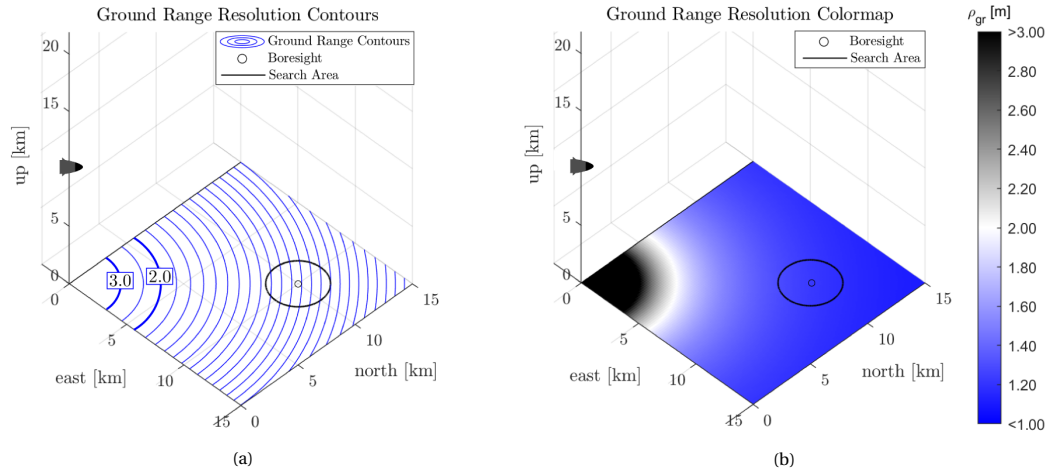 Ground Range Resolution Contours
Ground Range Contours
Boresight
Search Area
20
15
5
0
up [km]
3.0
2.0
0
5
10
15
east [km]
0
5
10
15
north [km]
(a)
Ground Range Resolution Colormap
Boresight
Search Area
20
15
5
0
up [km]
0
5
10
15
east [km]
0
5
10
15
north [km]
(b)
ρgr [m]
>3.00
2.80
2.60
2.40
2.20
2.00
1.80
1.60
1.40
1.20
<1.00